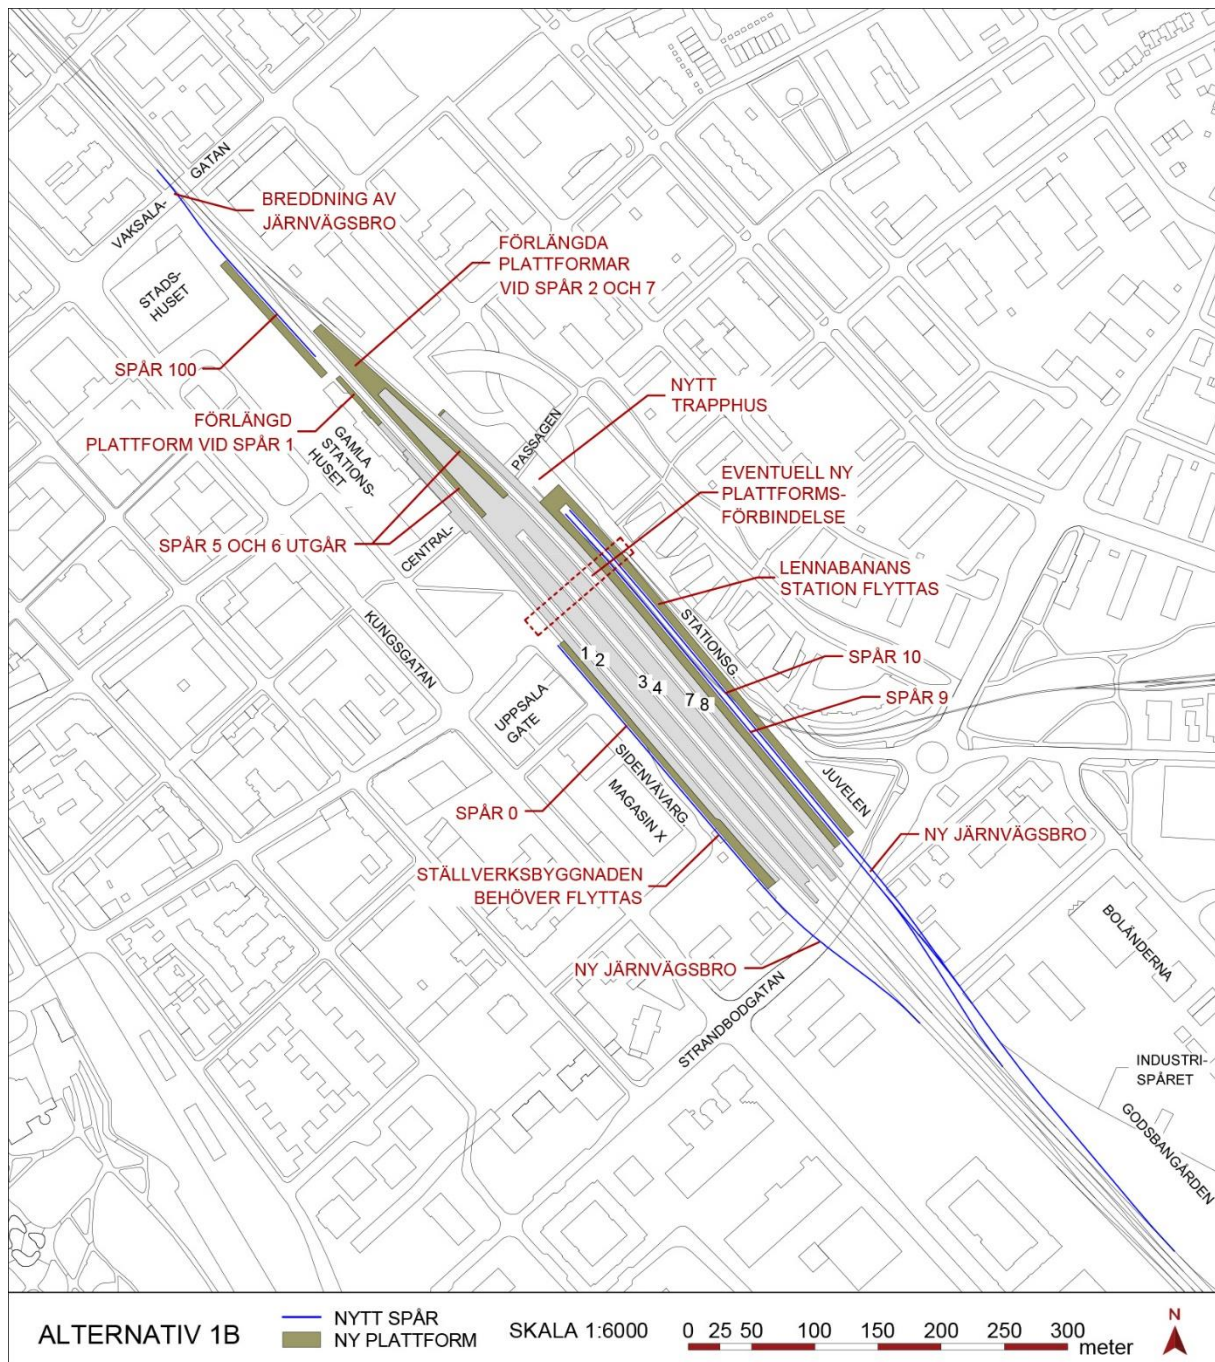 VAKSALA-
GATAN
BREDDNING AV
JÄRNVÄGSBRO
STADS-
HUSET
FÖRLÄNGDA
PLATTFORMAR
VID SPÅR 2 OCH 7
SPÅR 100
FÖRLÄNGD
PLATTFORM VID SPÅR 1
GAMLA
STATIONS-
HUSET
PASSAGEN
NYTT
TRAPPHUS
EVENTUELL NY
PLATTFORMS-
FÖRBINDELSE
SPÅR 5 OCH 6 UTGÅR
CENTRAL-
LENNABANANS
STATION FLYTTAS
KUNGSGATAN
STATIONSG.
SPÅR 10
SPÅR 9
1 2
3 4
7 8
UPPSALA
GATE
SIDENVÄVARG.
MAGASIN X
JUVELEN
SPÅR 0
NY JÄRNVÄGSBRO
STÄLLVERKSBYGGNADEN
BEHÖVER FLYTTAS
BOLÄNDERNA
NY JÄRNVÄGSBRO
STRANDBODGATAN
INDUSTRI-
SPÅRET
GODSBANGÅRDEN
ALTERNATIV 1B
NYTT SPÅR
NY PLATTFORM
SKALA 1:6000
0 25 50 100 150 200 250 300
meter
N